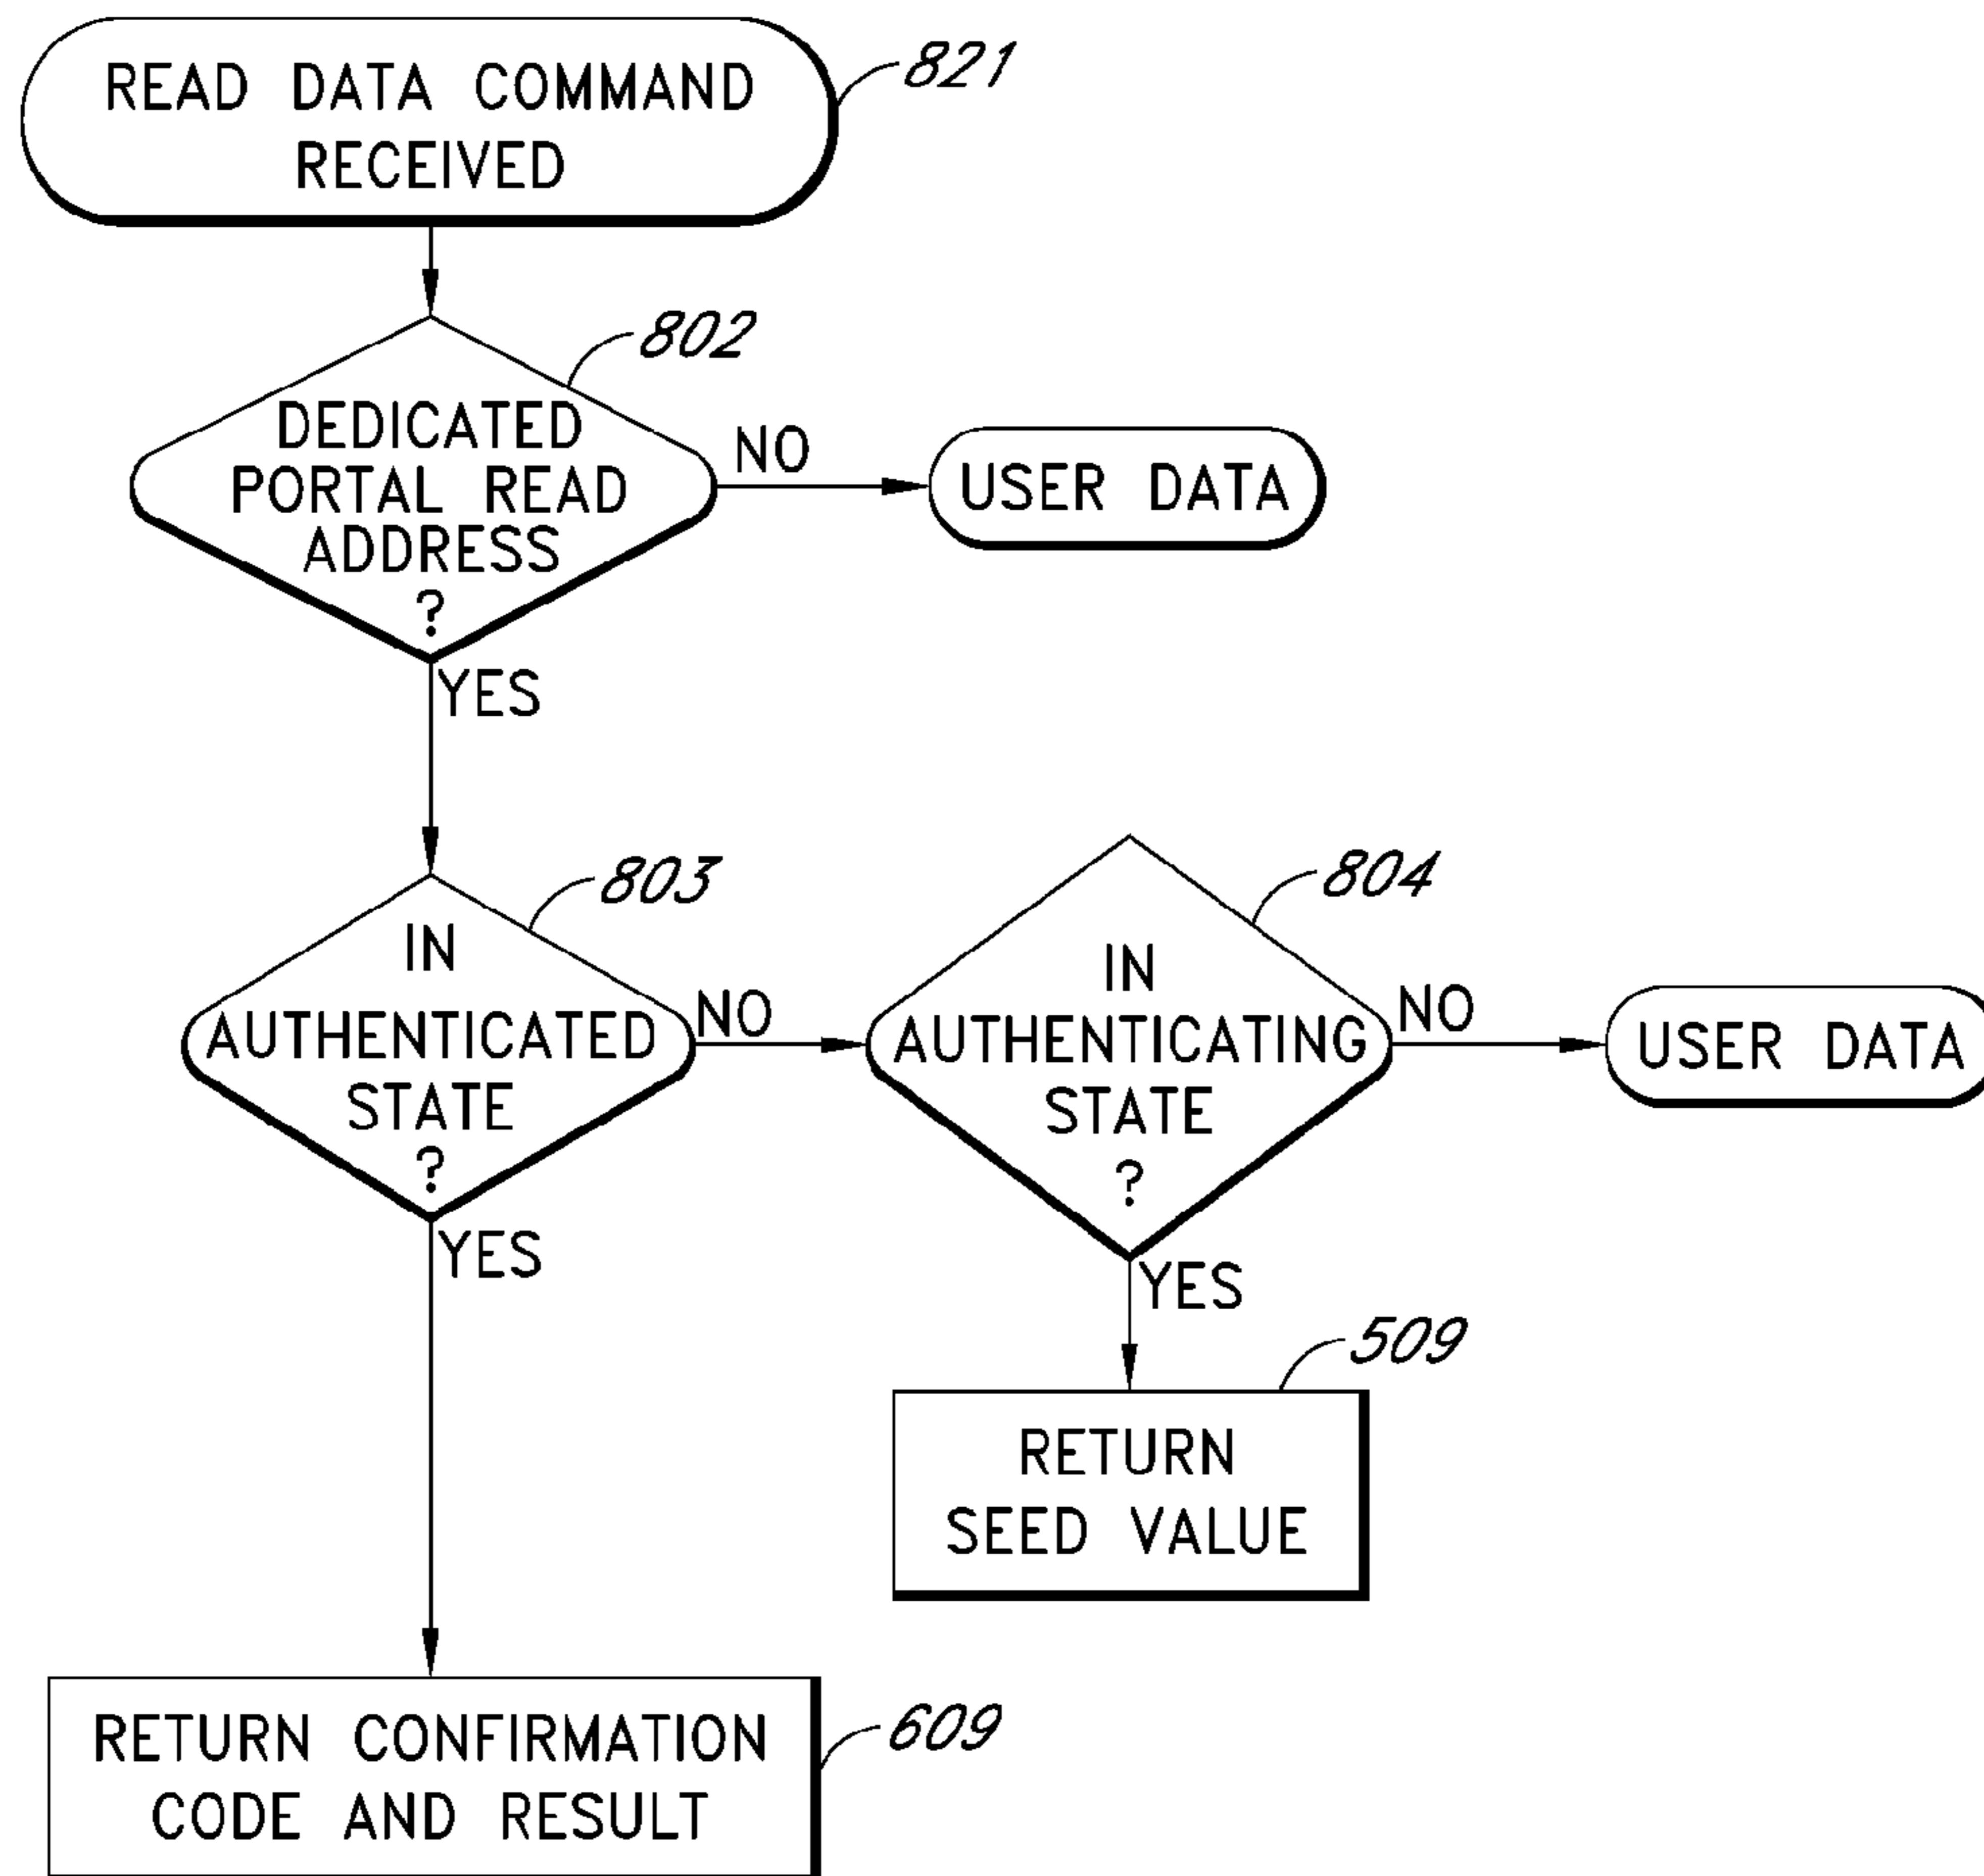 READ DATA COMMAND
RECEIVED
821
802
DEDICATED
PORTAL READ
ADDRESS
?
NO
USER DATA
YES
803
IN
AUTHENTICATED
STATE
?
NO
804
IN
AUTHENTICATING
STATE
?
NO
USER DATA
YES
YES
509
RETURN
SEED VALUE
RETURN CONFIRMATION
CODE AND RESULT
609